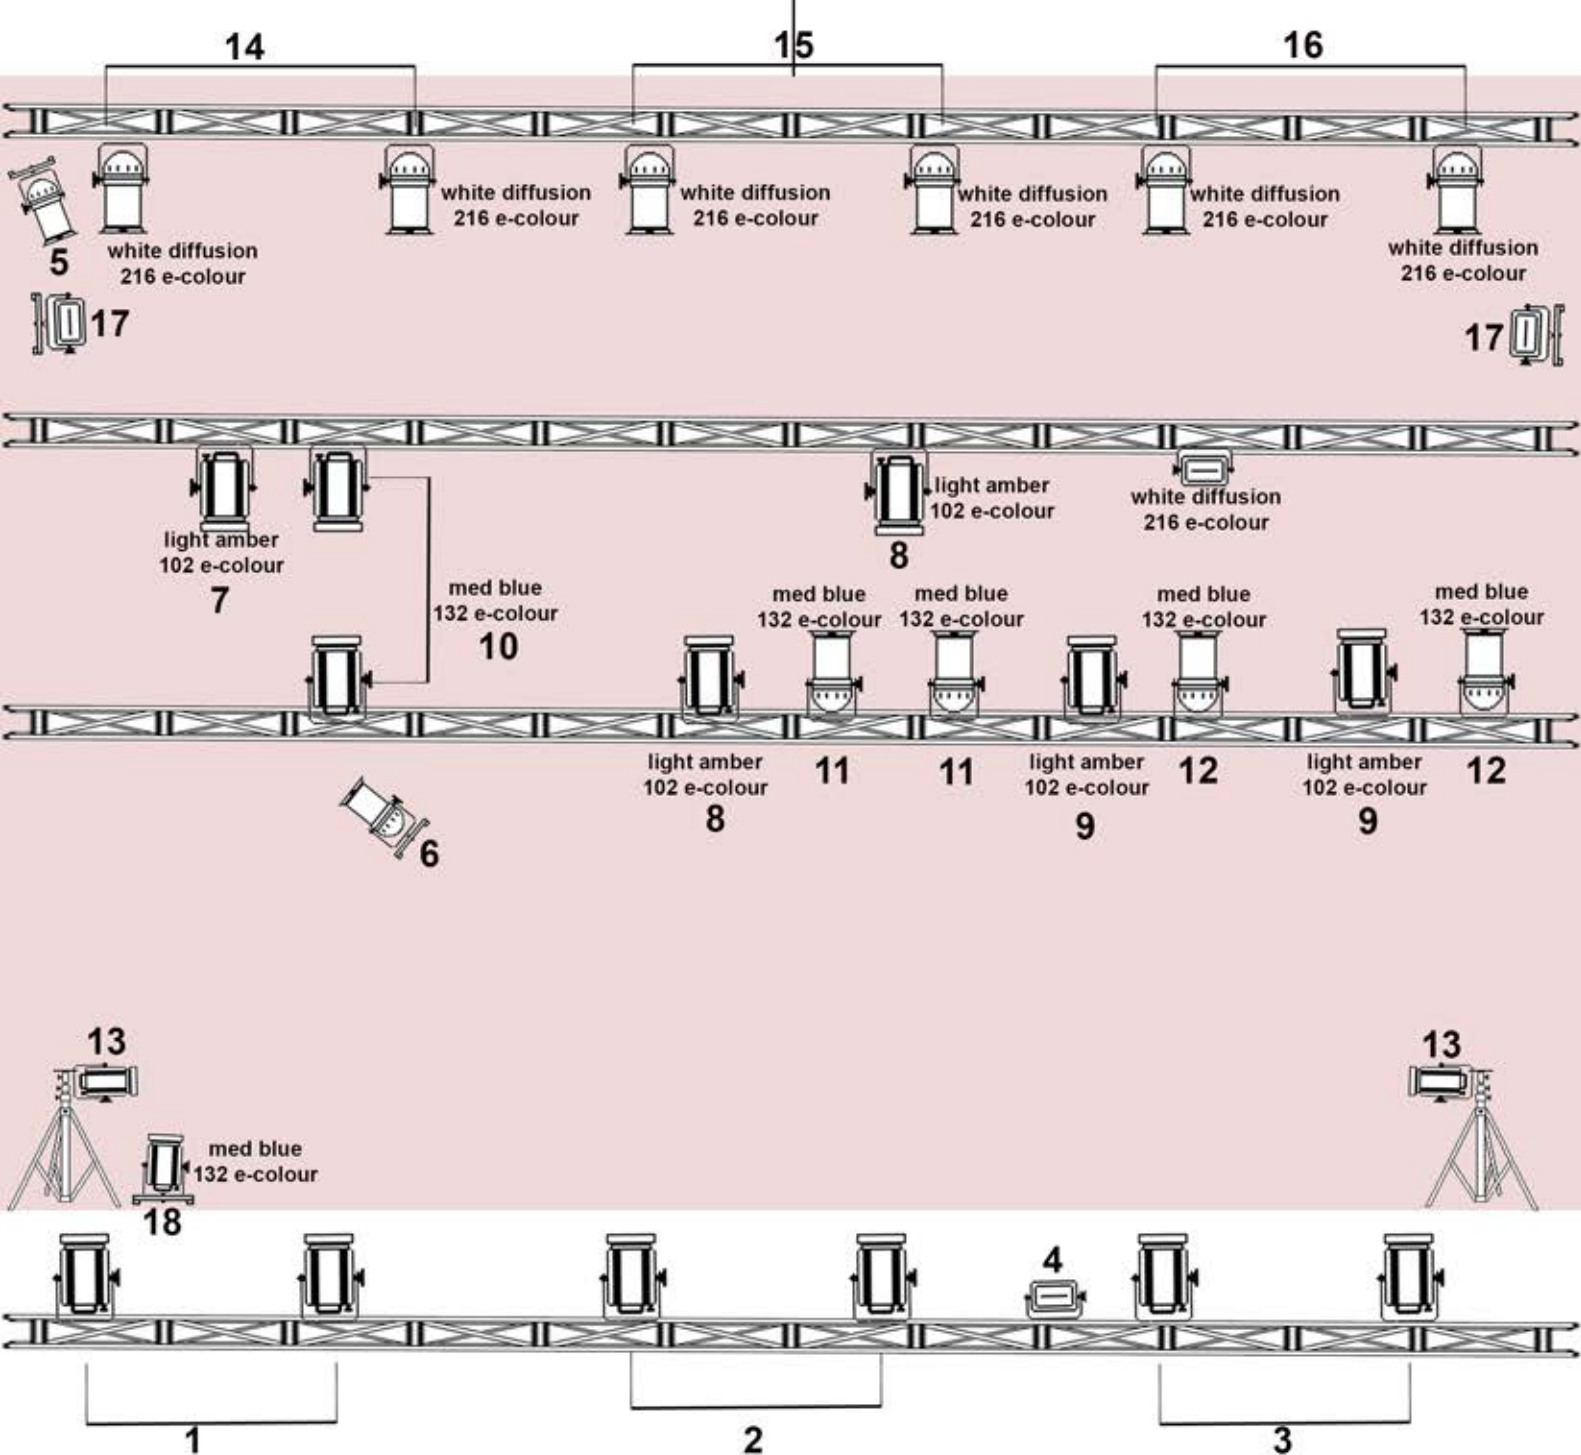 14
15
16
white diffusion
216 e-colour
white diffusion
216 e-colour
white diffusion
216 e-colour
white diffusion
216 e-colour
5
white diffusion
216 e-colour
white diffusion
216 e-colour
17
17
light amber
102 e-colour
7
light amber
102 e-colour
8
white diffusion
216 e-colour
med blue
132 e-colour
10
med blue
132 e-colour
med blue
132 e-colour
med blue
132 e-colour
med blue
132 e-colour
light amber
102 e-colour
8
11
11
light amber
102 e-colour
9
12
light amber
102 e-colour
9
12
6
13
13
med blue
132 e-colour
18
4
1
2
3